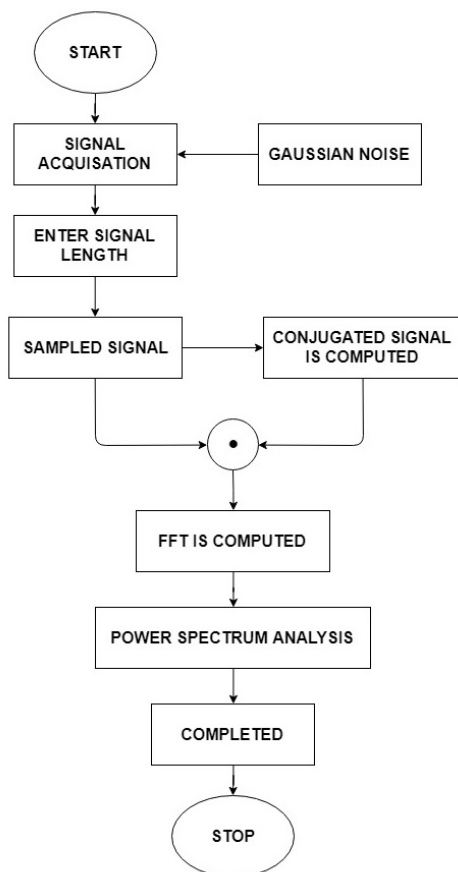 START
SIGNAL
ACQUISATION
GAUSSIAN NOISE
ENTER SIGNAL
LENGTH
SAMPLED SIGNAL
CONJUGATED SIGNAL
IS COMPUTED
FFT IS COMPUTED
POWER SPECTRUM ANALYSIS
COMPLETED
STOP